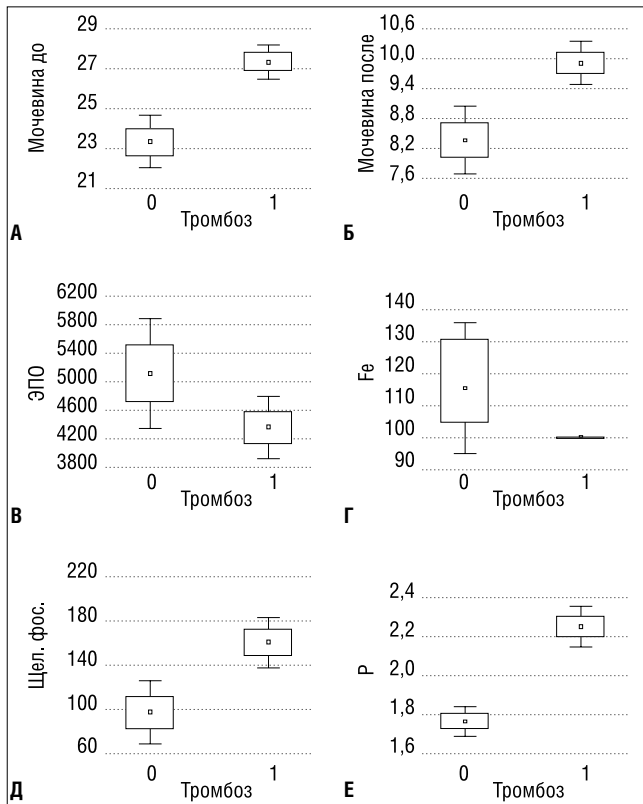 29
27
25
23
21
Мочевина до
0 1
Тромбоз
А
10,6
10,0
9,4
8,8
8,2
7,6
Мочевина после
0 1
Тромбоз
Б
6200
5800
5400
5000
4600
4200
3800
ЭПО
0 1
Тромбоз
В
140
130
120
110
100
90
Fe
0 1
Тромбоз
Г
220
180
140
100
60
Щел. фос.
0 1
Тромбоз
Д
2,4
2,2
2,0
1,8
1,6
P
0 1
Тромбоз
Е